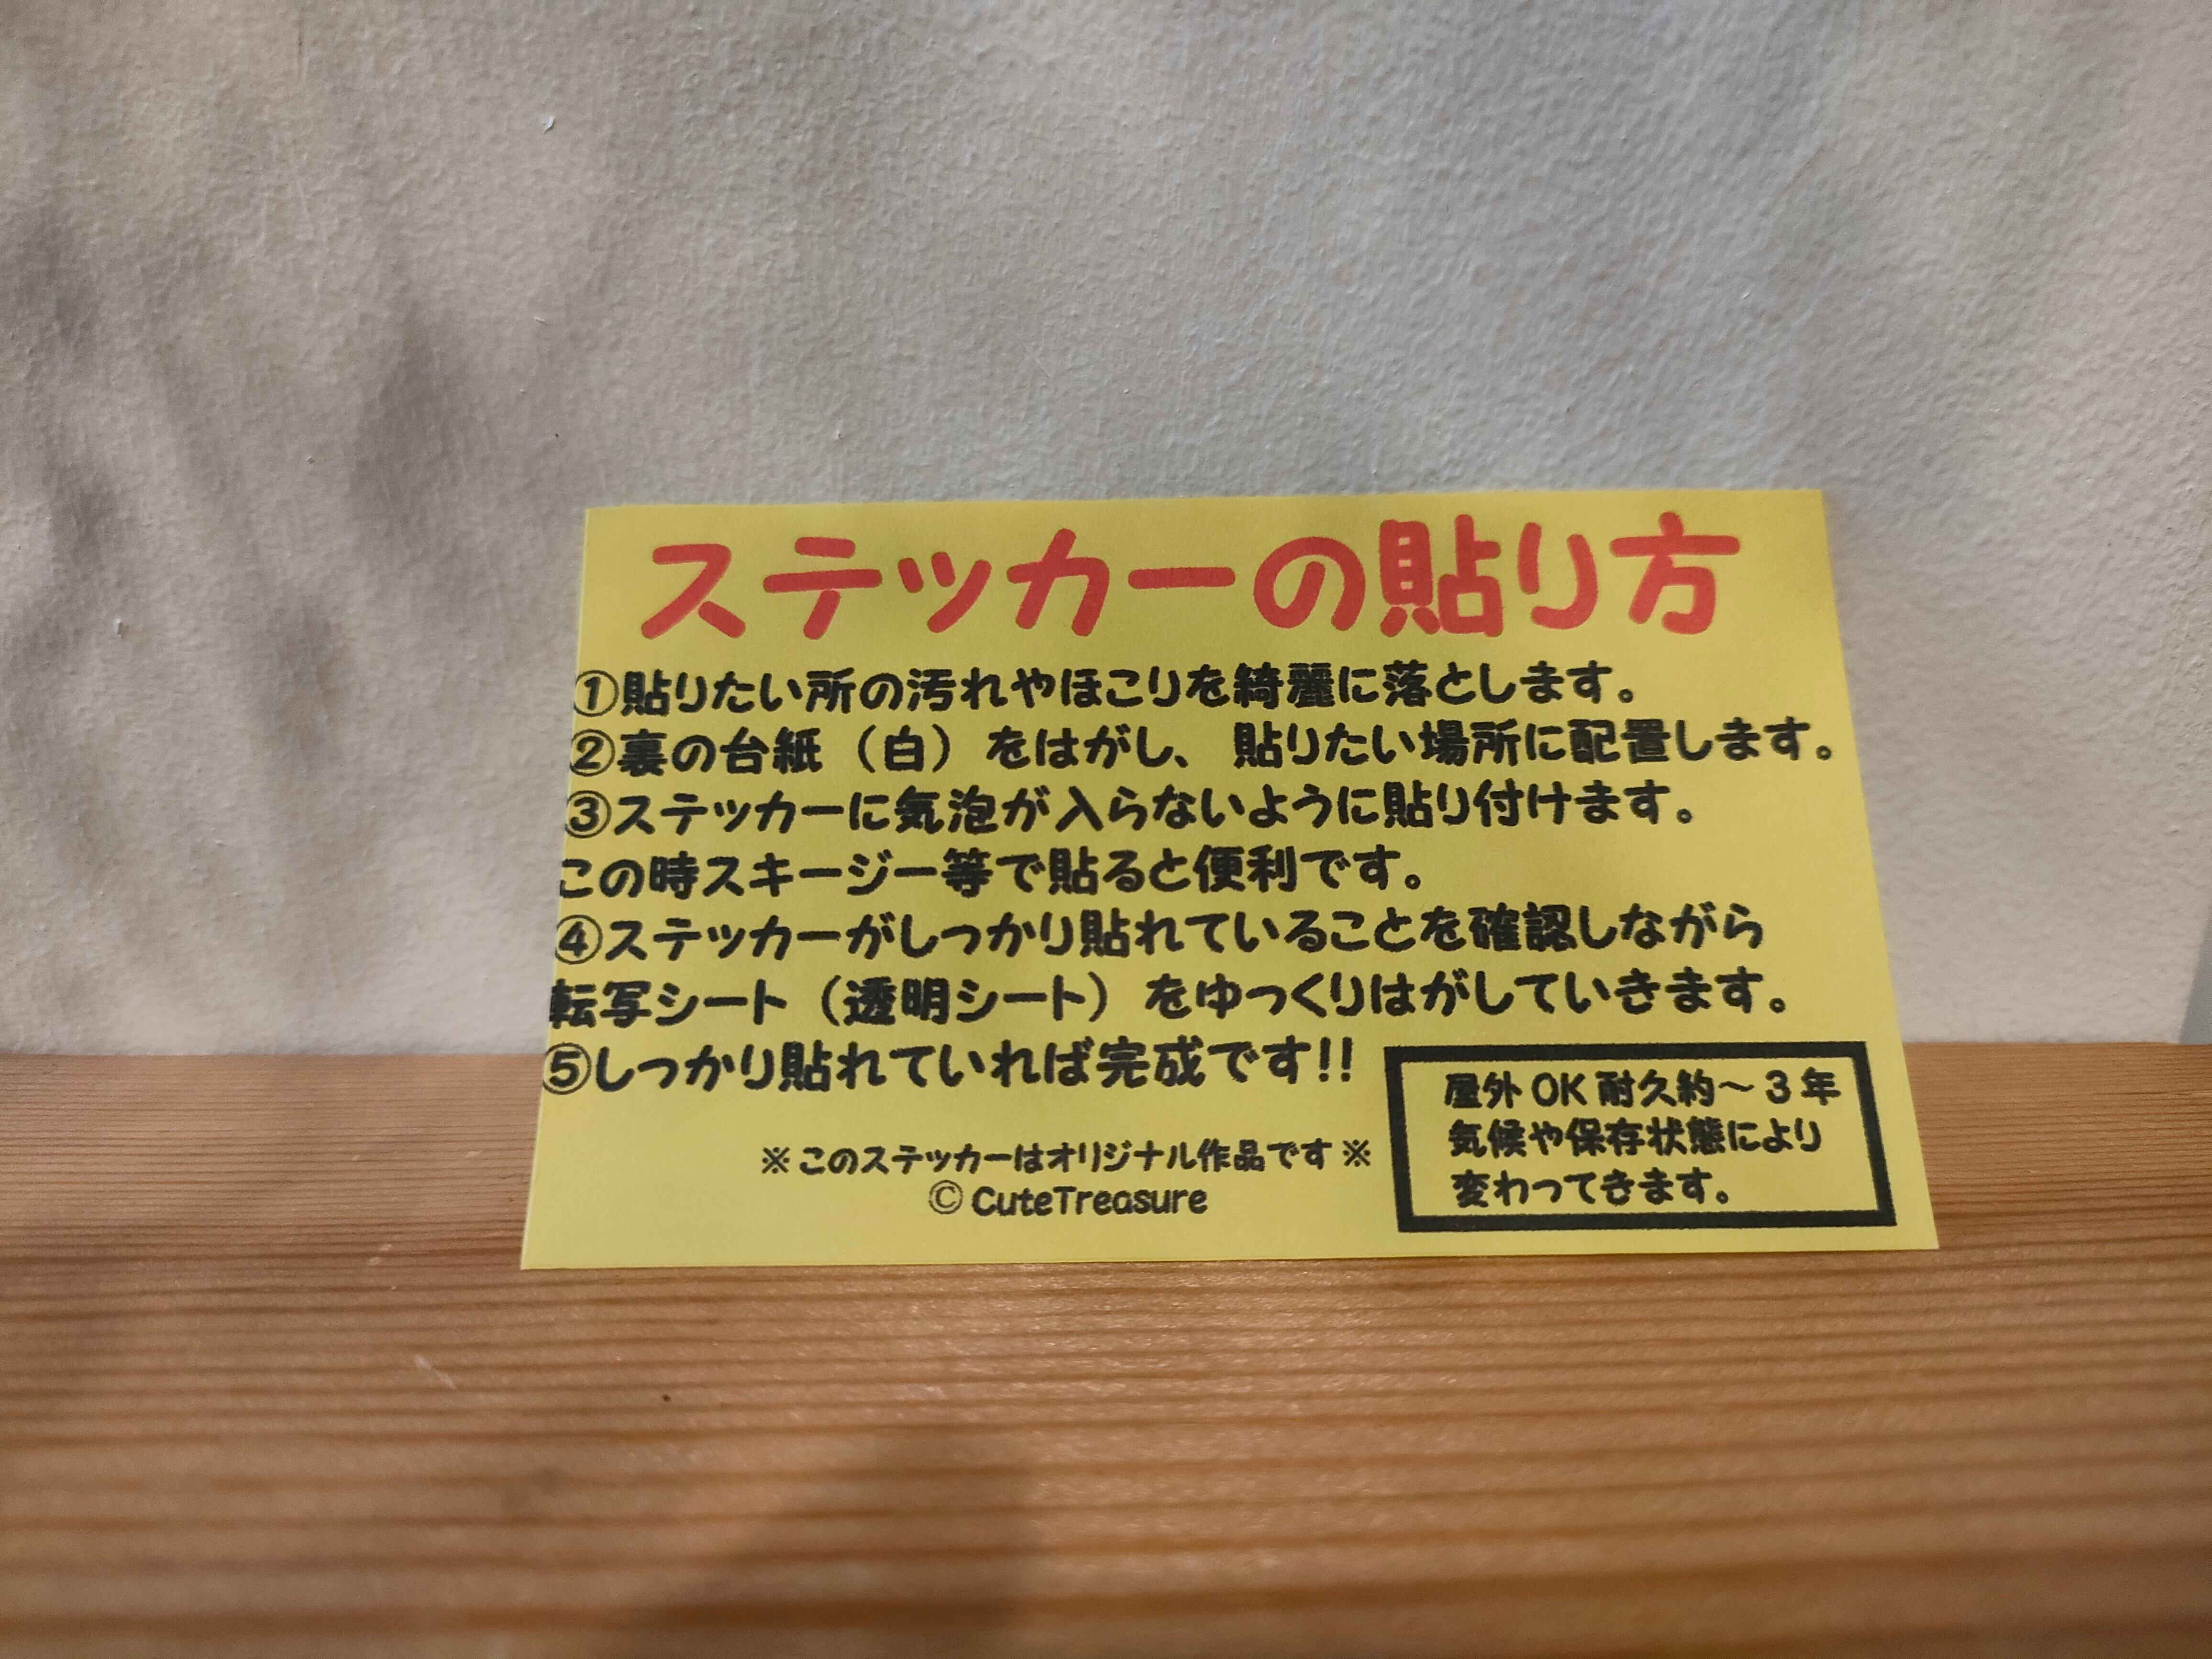 ステッカーの貼り方
①貼りたい所の汚れやほこりを綺麗に落とします。
②裏の台紙（白）をはがし、貼りたい場所に配置します。
③ステッカーに気泡が入らないように貼り付けます。
この時スキージー等で貼ると便利です。
④ステッカーがしっかり貼れていることを確認しながら
転写シート（透明シート）をゆっくりはがしていきます。
⑤しっかり貼れていれば完成です!!
※このステッカーはオリジナル作品です※
©CuteTreasure
屋外OK耐久約～3年
気候や保存状態により
変わってきます。